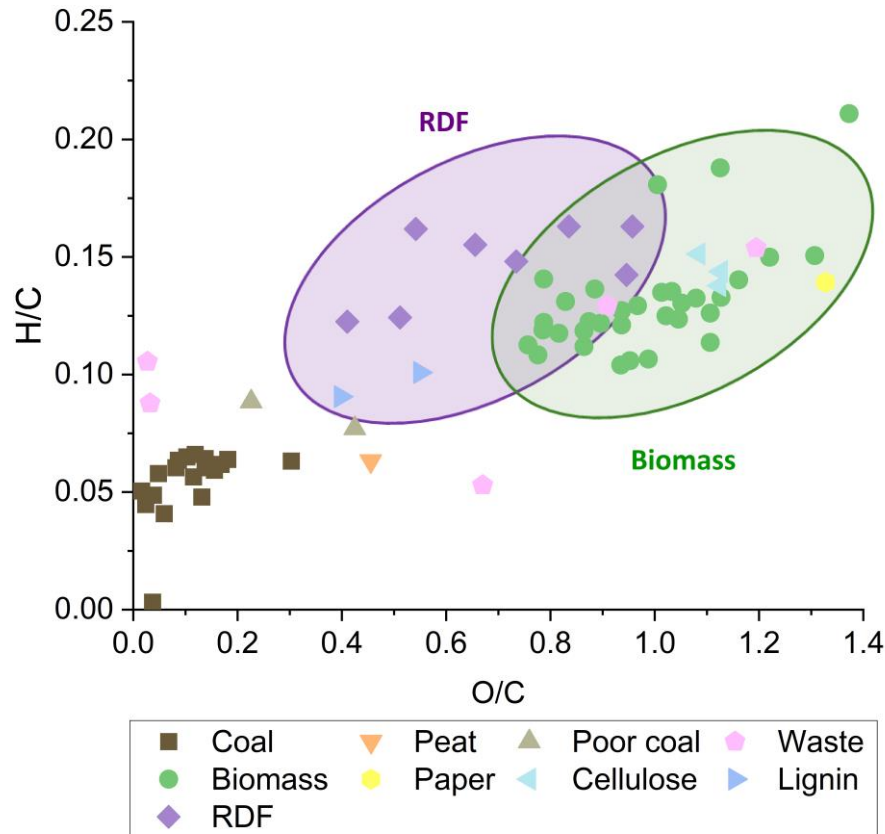 0.25
0.20
0.15
0.10
0.05
0.00
H/C
RDF
Biomass
0.0 0.2 0.4 0.6 0.8 1.0 1.2 1.4
O/C
Coal Peat Poor coal Waste
Biomass Paper Cellulose Lignin
RDF